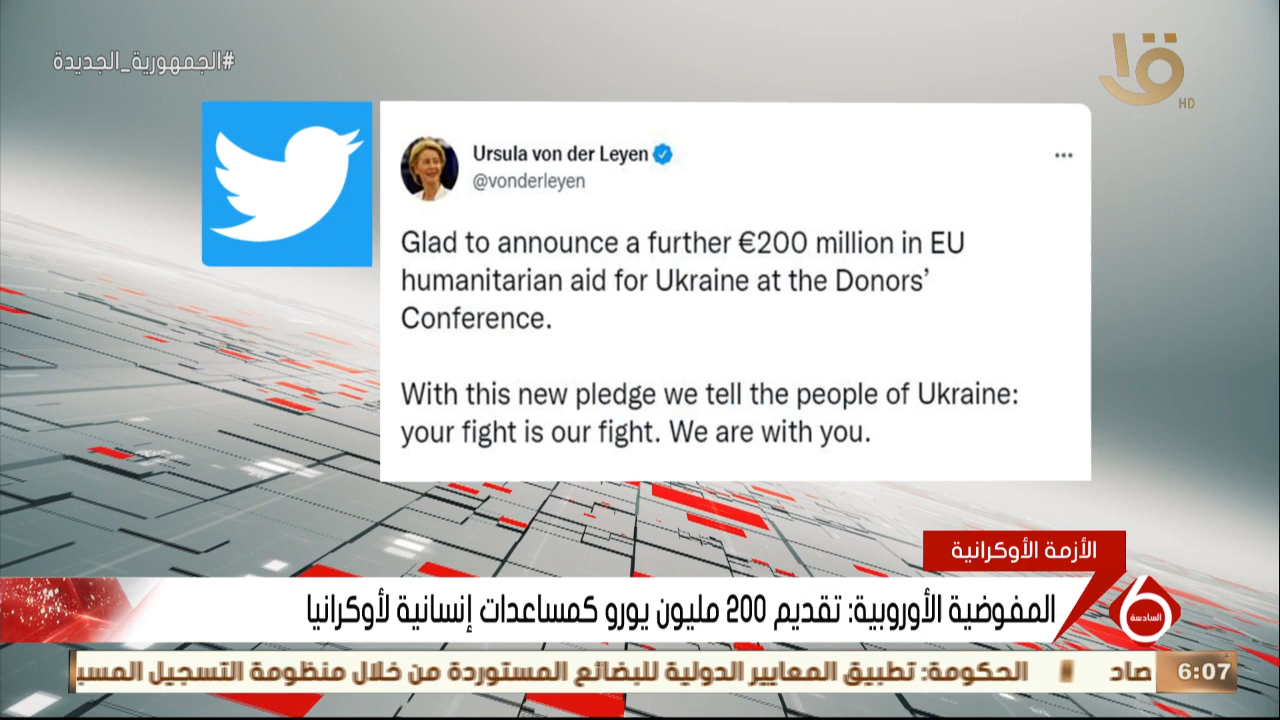 #الجمهورية_الجديدة
HD
Ursula von der Leyen
@vonderleyen
Glad to announce a further €200 million in EU
humanitarian aid for Ukraine at the Donors’
Conference.
With this new pledge we tell the people of Ukraine:
your fight is our fight. We are with you.
الأزمة الأوكرانية
المفوضية الأوروبية: تقديم 200 مليون يورو كمساعدات إنسانية لأوكرانيا
6 السادسة
صاد الحكومة: تطبيق المعايير الدولية للبضائع المستوردة من خلال منظومة التسجيل المسب
6:07